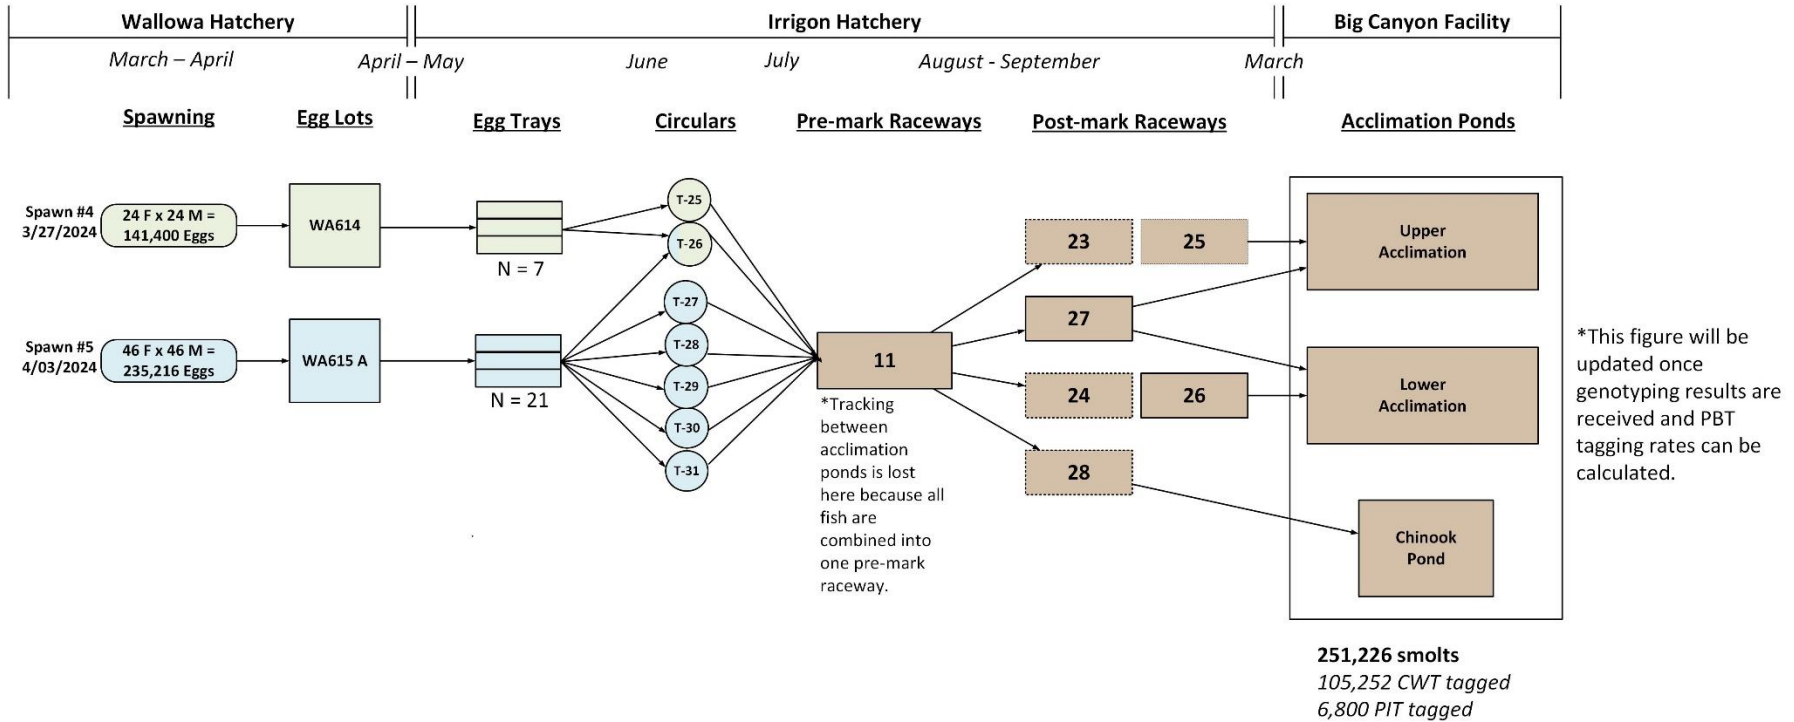 Wallowa Hatchery
Irrigon Hatchery
Big Canyon Facility
March – April
April – May
June
July
August - September
March
Spawning
Egg Lots
Egg Trays
Circulars
Pre-mark Raceways
Post-mark Raceways
Acclimation Ponds
Spawn #4
3/27/2024
24 F x 24 M =
141,400 Eggs
WA614
N = 7
T-25
T-26
Spawn #5
4/03/2024
46 F x 46 M =
235,216 Eggs
WA615 A
N = 21
T-27
T-28
T-29
T-30
T-31
11
*Tracking
between
acclimation
ponds is lost
here because all
fish are
combined into
one pre-mark
raceway.
23
25
27
24
26
28
Upper
Acclimation
Lower
Acclimation
Chinook
Pond
*This figure will be
updated once
genotyping results are
received and PBT
tagging rates can be
calculated.
251,226 smolts
105,252 CWT tagged
6,800 PIT tagged